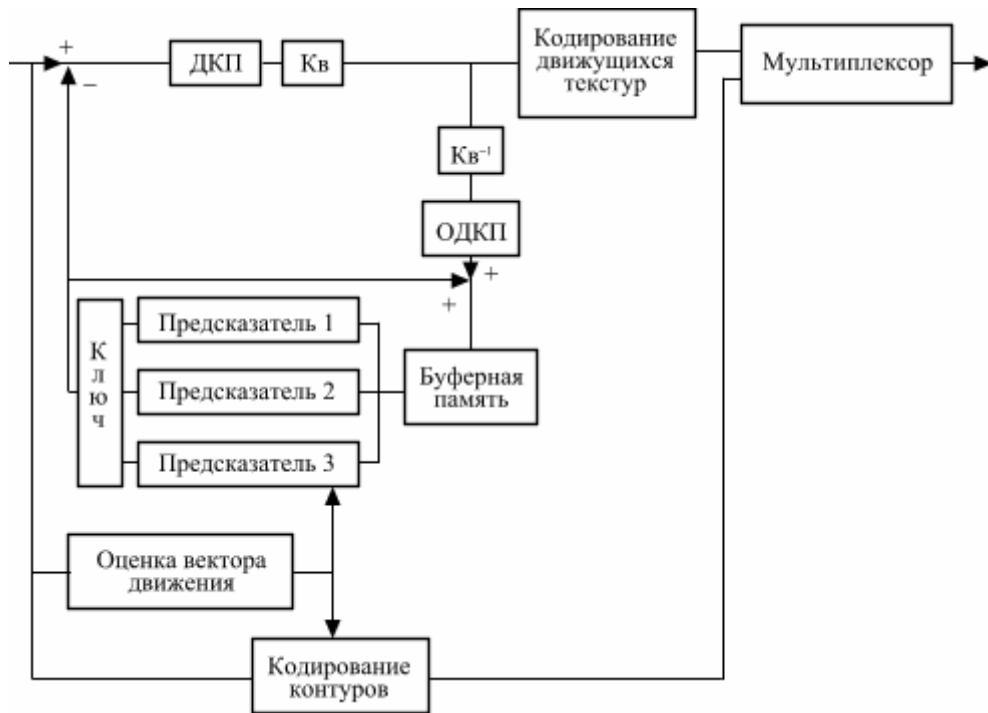 +
−
ДКП
Кв
Кодирование
движущихся
текстур
Мультиплексор
Кв⁻¹
ОДКП
+
+
Ключ
Предсказатель 1
Предсказатель 2
Предсказатель 3
Буферная
память
Оценка вектора
движения
Кодирование
контуров